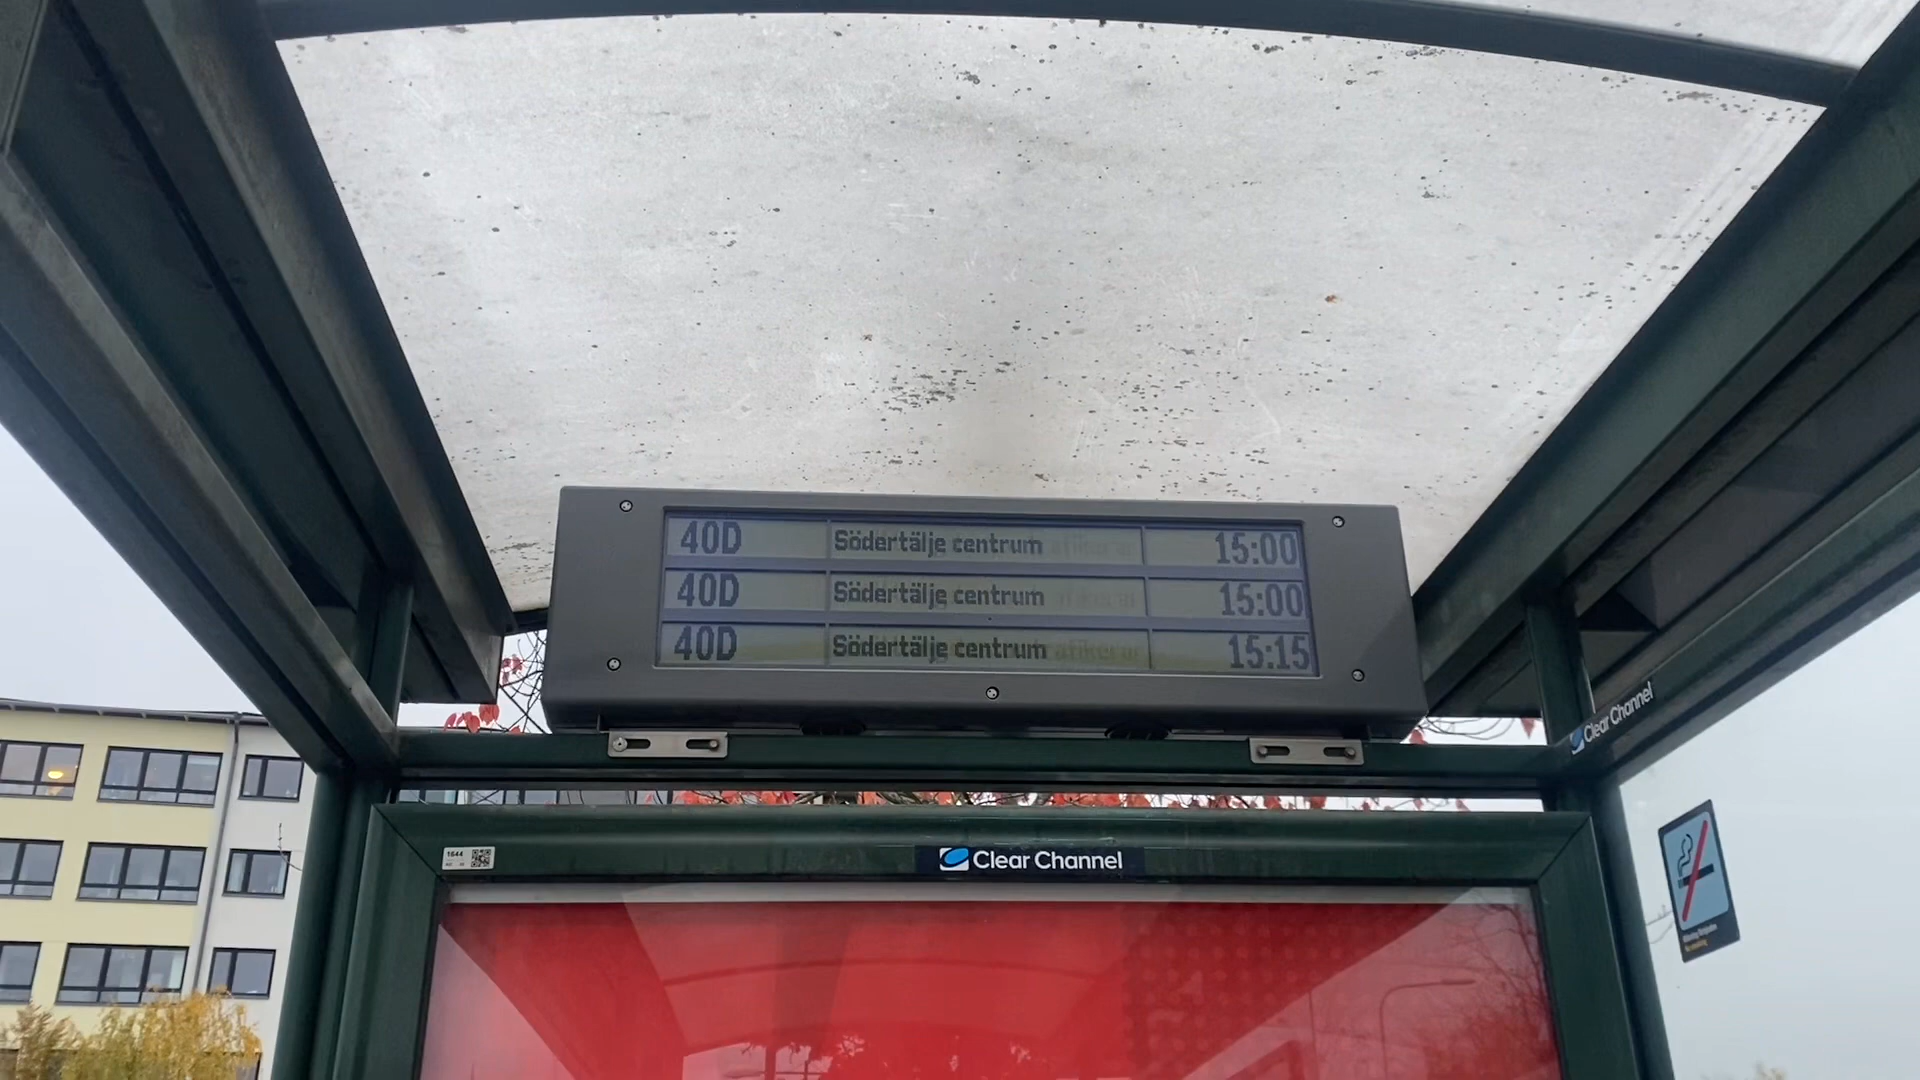 40D Södertälje centrum 15:00
40D Södertälje centrum 15:00
40D Södertälje centrum 15:15
Clear Channel
1644
Clear Channel